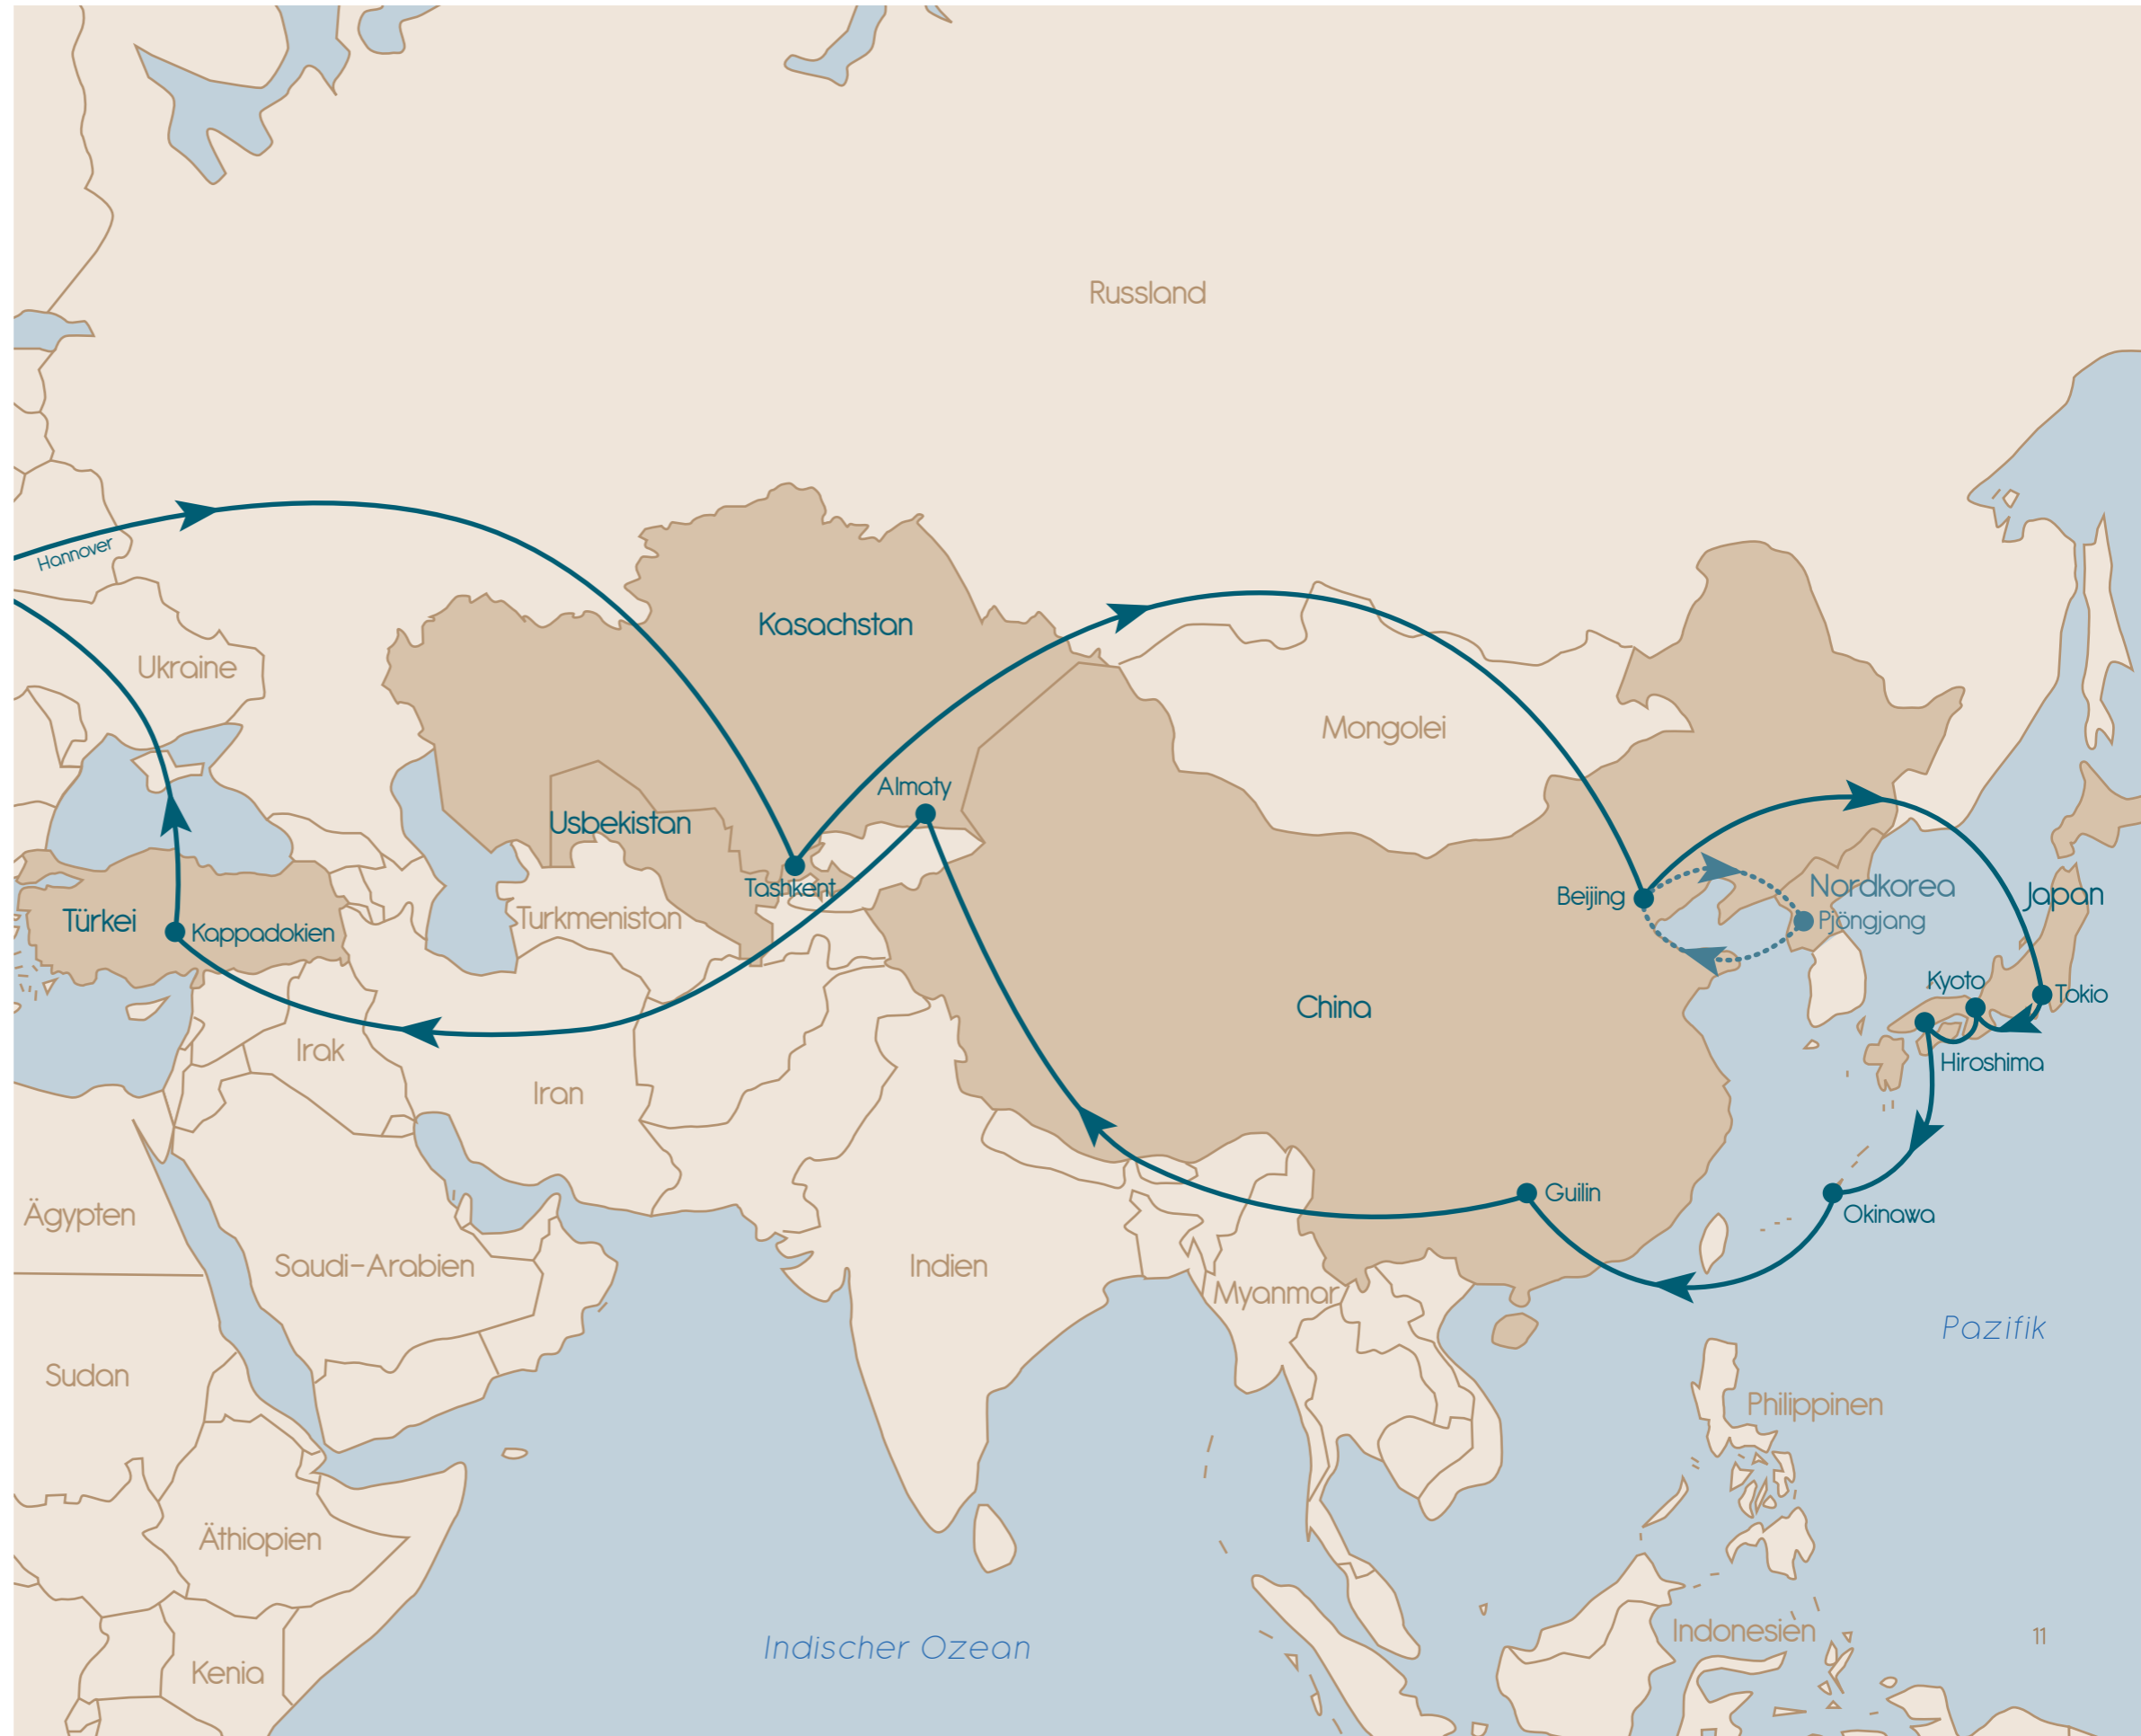 Russland
Hannover
Kasachstan
Ukraine
Mongolei
Almaty
Usbekistan
Tashkent
Beijing
Nordkorea
Pjöngjang
Japan
Türkei
Kappadokien
Turkmenistan
China
Kyoto
Tokio
Irak
Iran
Hiroshima
Ägypten
Guilin
Okinawa
Saudi-Arabien
Indien
Myanmar
Pazifik
Sudan
Philippinen
Äthiopien
Indonesien
11
Indischer Ozean
Kenia